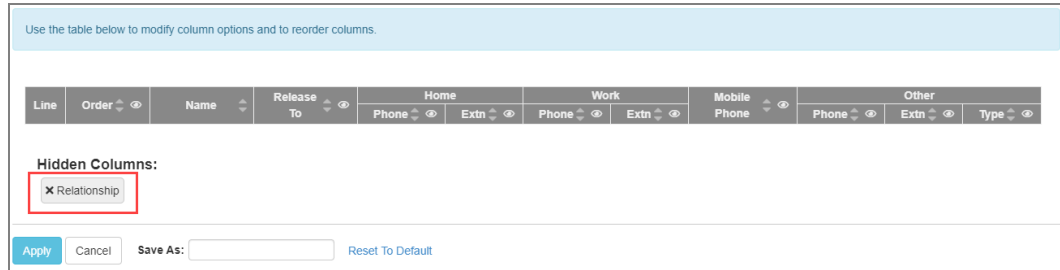 Use the table below to modify column options and to reorder columns.
Line Order Name Release To Home Work Mobile Phone Other
Phone Extn Phone Extn Phone Extn Type
Hidden Columns:
× Relationship
Apply Cancel Save As: Reset To Default